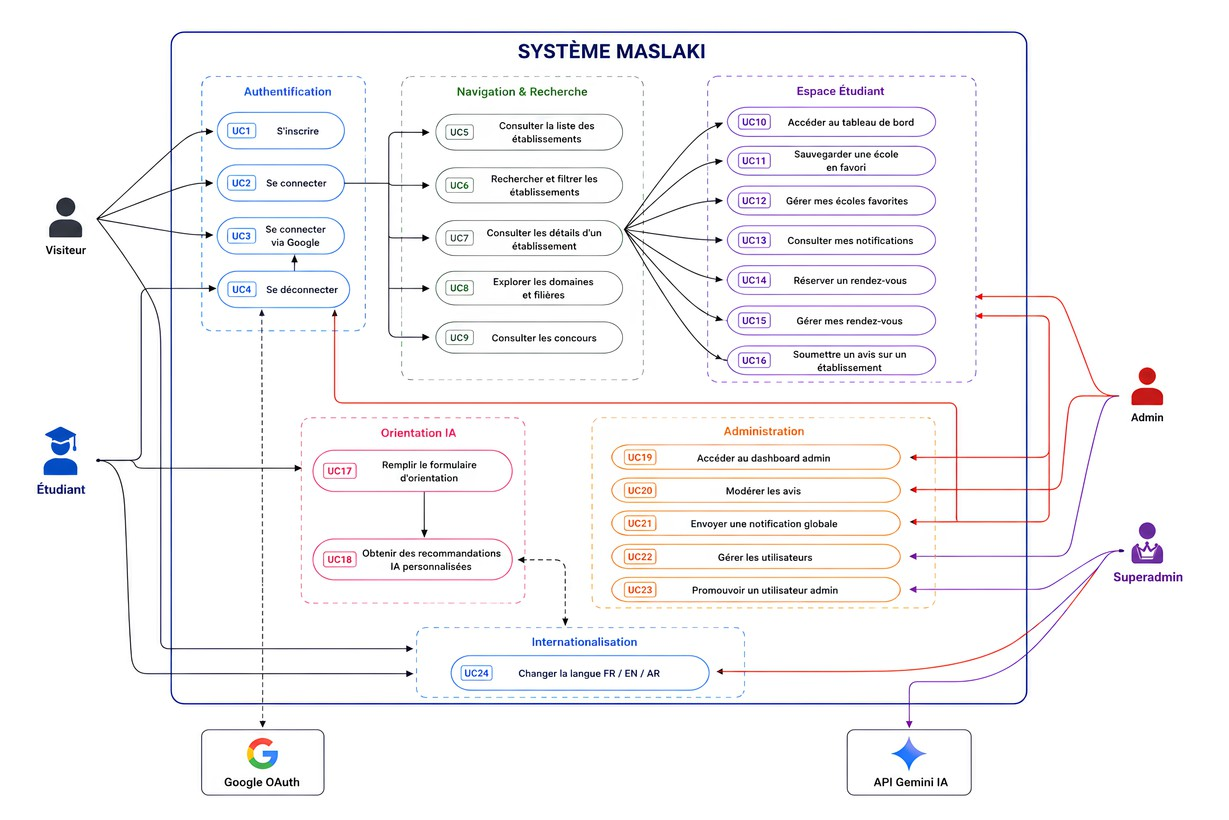 SYSTÈME MASLAKI
Authentification
UC1 S'inscrire
UC2 Se connecter
UC3 Se connecter
via Google
UC4 Se déconnecter
Navigation & Recherche
UC5 Consulter la liste des
établissements
UC6 Rechercher et filtrer les
établissements
UC7 Consulter les détails d'un
établissement
UC8 Explorer les domaines
et filières
UC9 Consulter les concours
Espace Étudiant
UC10 Accéder au tableau de bord
UC11 Sauvegarder une école
en favori
UC12 Gérer mes écoles favorites
UC13 Consulter mes notifications
UC14 Réserver un rendez-vous
UC15 Gérer mes rendez-vous
UC16 Soumettre un avis sur un
établissement
Visiteur
Étudiant
Admin
Superadmin
Orientation IA
UC17 Remplir le formulaire
d'orientation
UC18 Obtenir des recommandations
IA personnalisées
Administration
UC19 Accéder au dashboard admin
UC20 Modérer les avis
UC21 Envoyer une notification globale
UC22 Gérer les utilisateurs
UC23 Promouvoir un utilisateur admin
Internationalisation
UC24 Changer la langue FR / EN / AR
Google OAuth
API Gemini IA